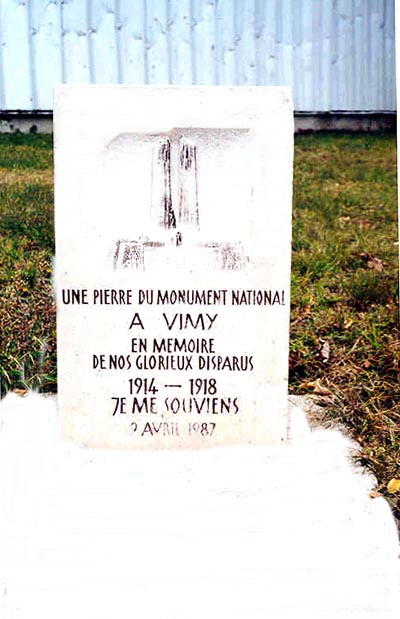 UNE PIERRE DU MONUMENT NATIONAL
A VIMY
EN MEMOIRE
DE NOS GLORIEUX DISPARUS
1914 — 1918
7E ME SOUVIENS
9 AVRIL 1987